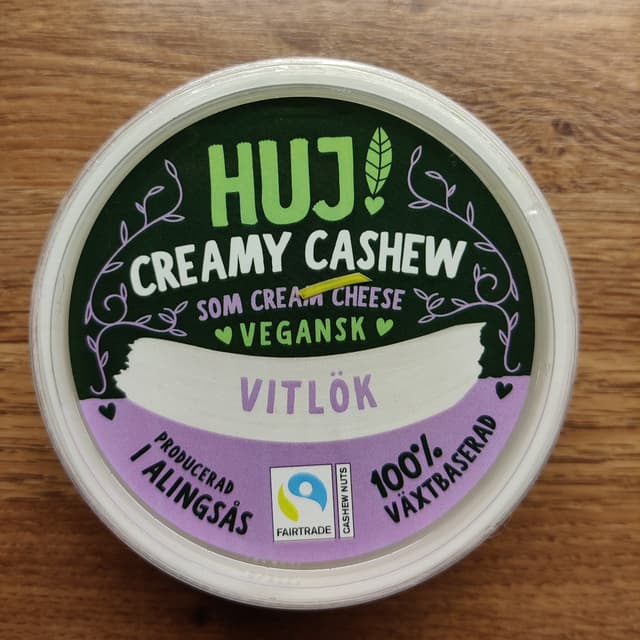 HUJ!
CREAMY CASHEW
SOM CREAM CHEESE
VEGANSK
VITLÖK
PRODUCERAD
I ALINGSÅS
FAIRTRADE
CASHEW NUTS
100%
VÄXTBASERAD